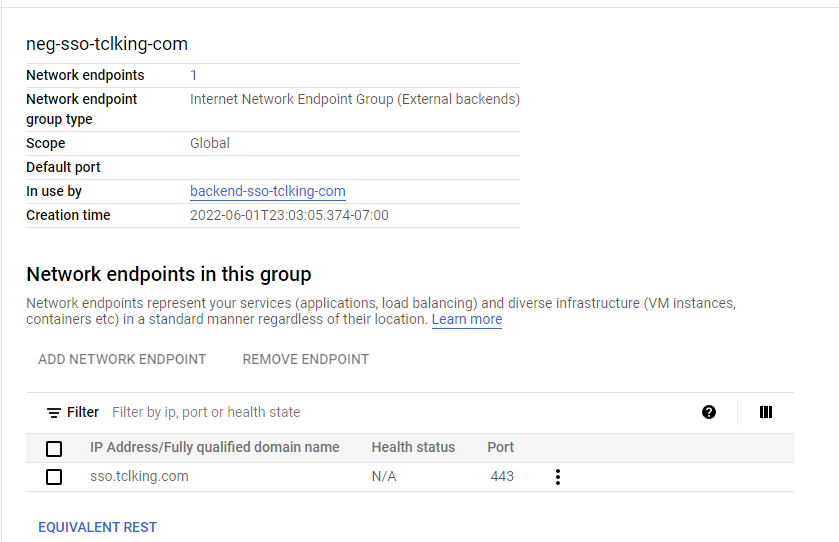 neg-sso-tclking-com
Network endpoints 1
Network endpoint Internet Network Endpoint Group (External backends)
group type
Scope Global
Default port
In use by backend-sso-tclking-com
Creation time 2022-06-01T23:03:05.374-07:00
Network endpoints in this group
Network endpoints represent your services (applications, load balancing) and diverse infrastructure (VM instances,
containers etc) in a standard manner regardless of their location. Learn more
ADD NETWORK ENDPOINT REMOVE ENDPOINT
Filter Filter by ip, port or health state
IP Address/Fully qualified domain name Health status Port
sso.tclking.com N/A 443
EQUIVALENT REST